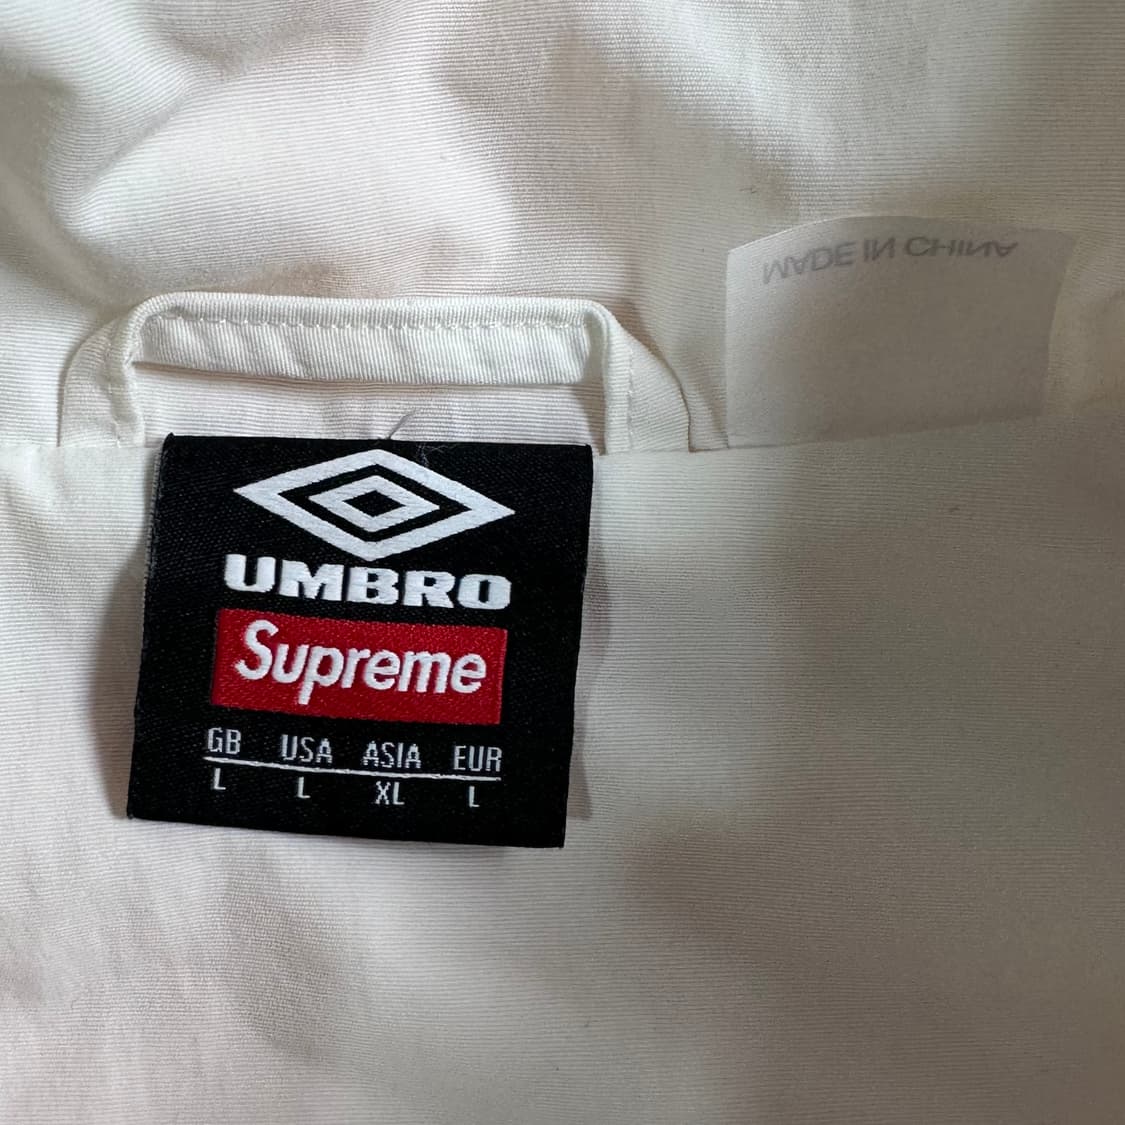 MADE IN CHINA
UMBRO
Supreme
GB USA ASIA EUR
L L XL L